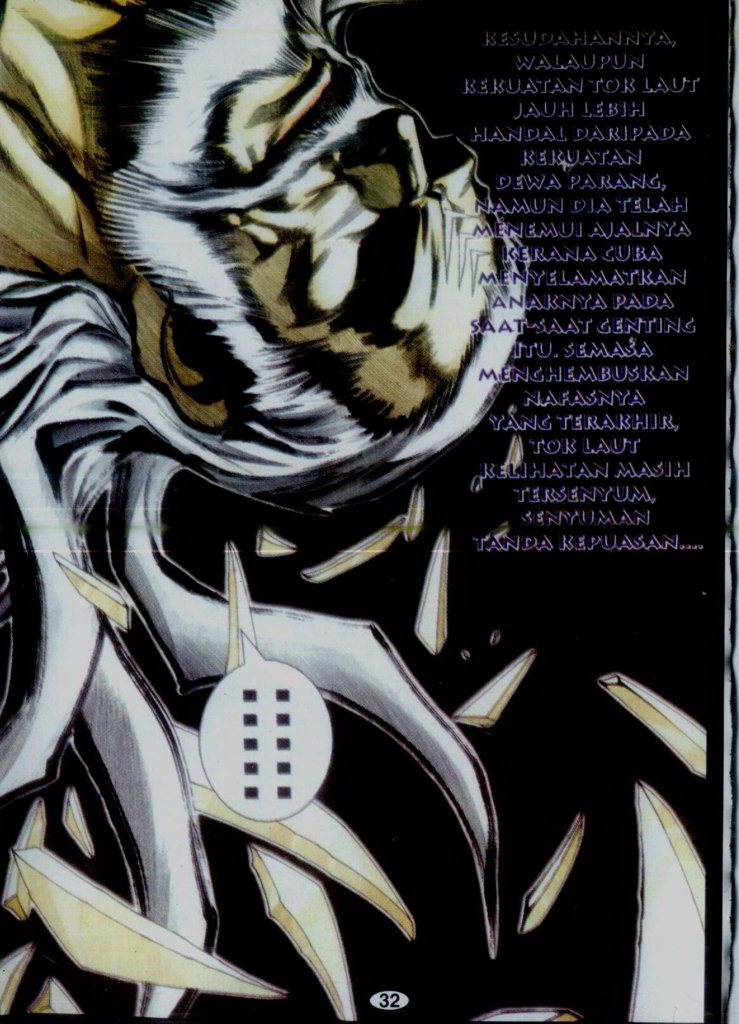 KESUDAHANNYA,
WALAUPUN
KEKUATAN TOK LAUT
JAUH LEBIH
HANDAL DARIPADA
KEKUATAN
DEWA PARANG,
NAMUN DIA TELAH
MENEMUI AJALNYA
KERANA CUBA
MENYELAMATKAN
ANAKNYA PADA
SAAT-SAAT GENTING
ITU. SEMASA
MENGHEMBUSKAN
NAFASNYA
YANG TERAKHIR,
TOK LAUT
KELIHATAN MASIH
TERSENYUM,
SENYUMAN
TANDA KEPUASAN....
32